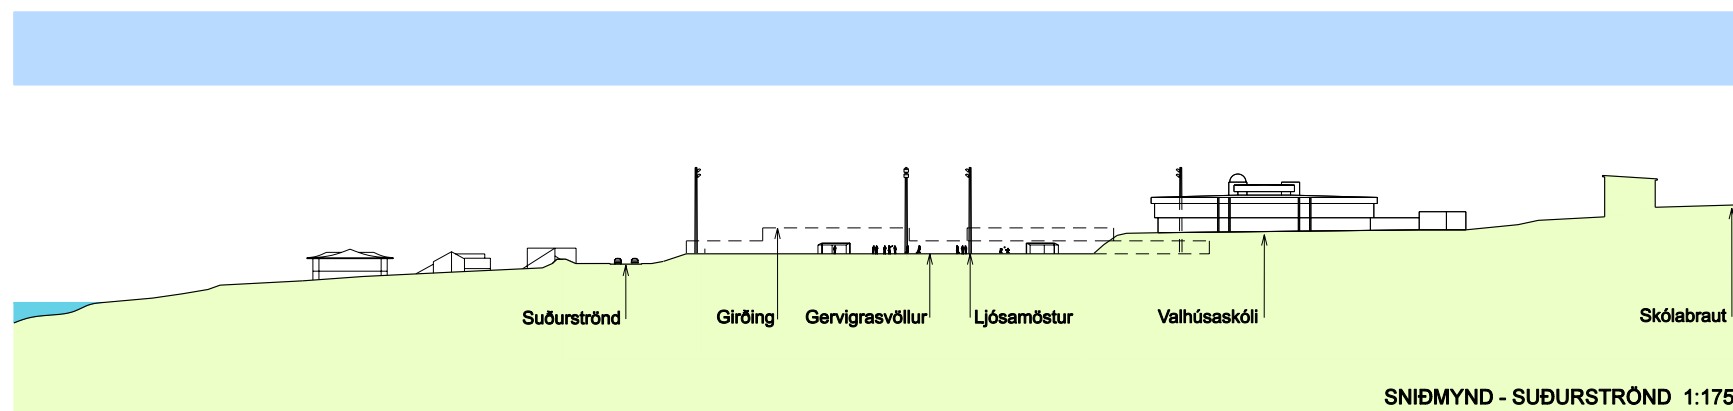 Suðurströnd
Girðing
Gervigrasvöllur
Ljósamöstur
Valhúsaskóli
Skólabraut
SNIÐMYND - SUÐURSTRÖND 1:175